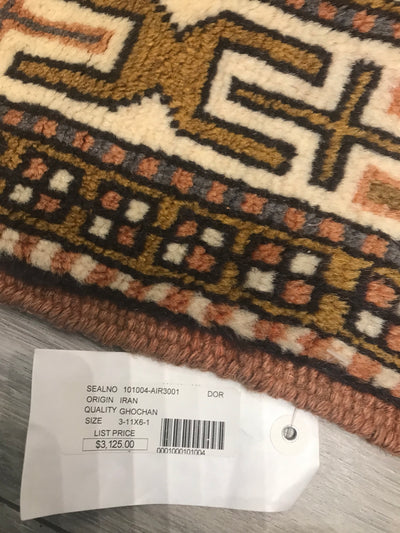 SEALNO 101004-AIR3001 DOR
ORIGIN IRAN
QUALITY GHOCHAN
SIZE 3-11X6-1
LIST PRICE
$3,125.00
0001000101004